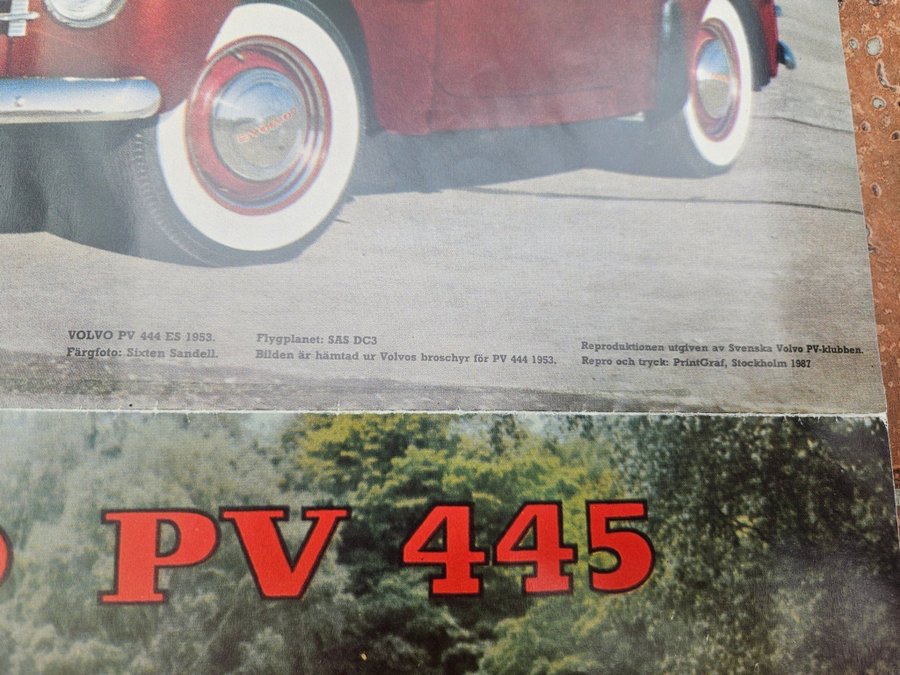 VOLVO
VOLVO PV 444 ES 1953.
Färgfoto: Sixten Sandell.
Flygplanet: SAS DC3
Bilden är hämtad ur Volvos broschyr för PV 444 1953.
Reproduktionen utgiven av Svenska Volvo PV-klubben.
Repro och tryck: PrintGraf, Stockholm 1987
PV 445